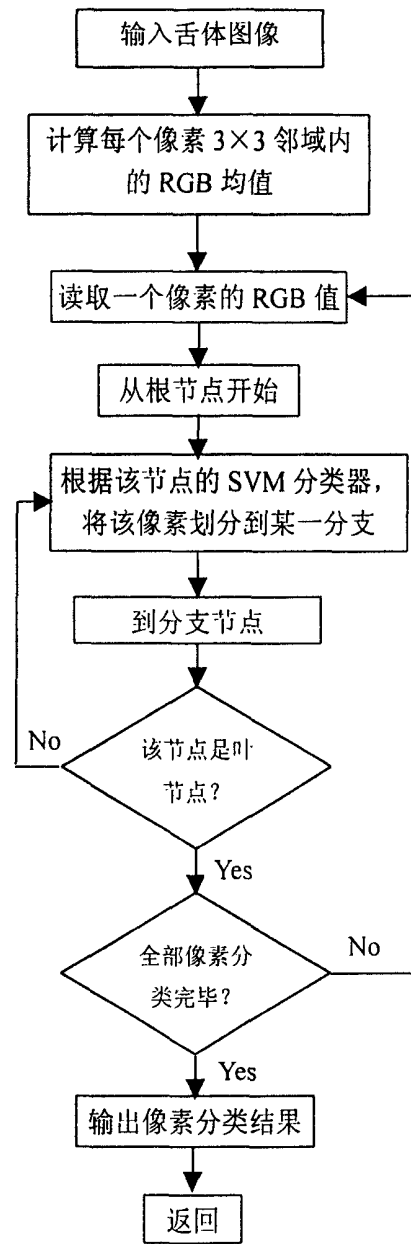 输入舌体图像
计算每个像素 3×3 邻域内
的 RGB 均值
读取一个像素的 RGB 值
从根节点开始
根据该节点的 SVM 分类器，
将该像素划分到某一分支
到分支节点
No
该节点是叶
节点？
Yes
全部像素分
类完毕？
No
Yes
输出像素分类结果
返回